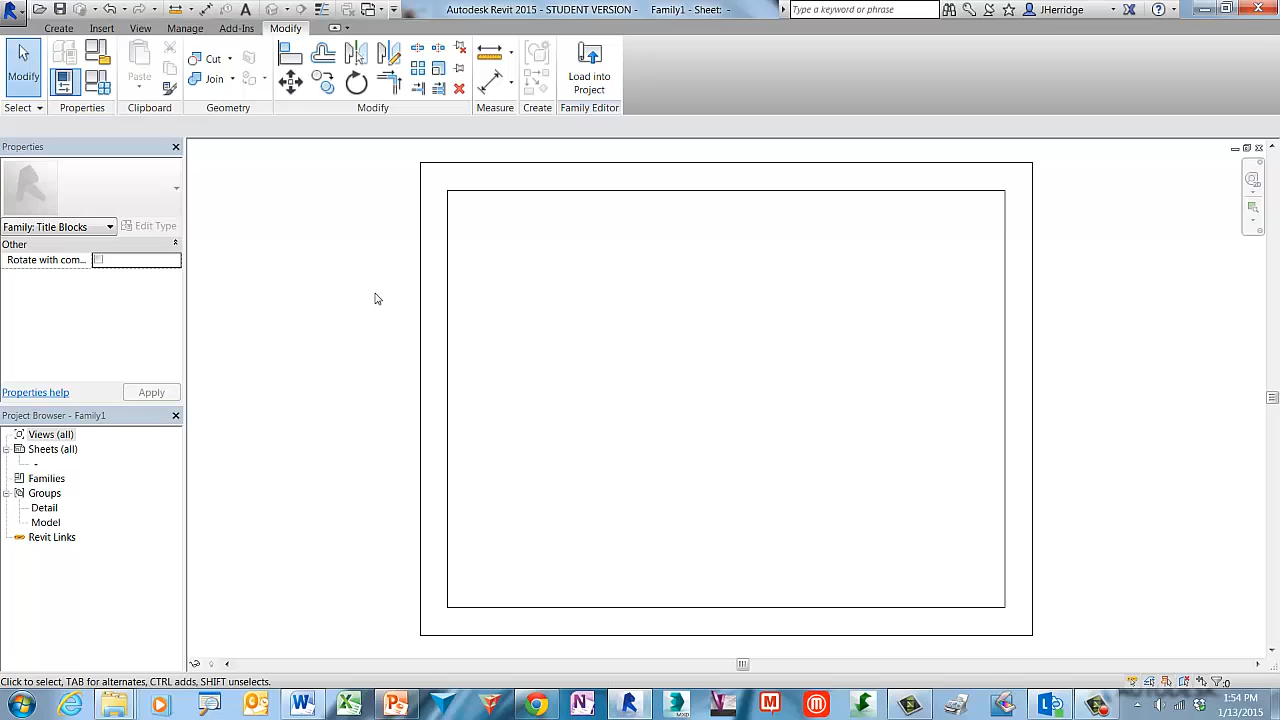 Autodesk Revit 2015 - STUDENT VERSION -    Family1 - Sheet:
Type a keyword or phrase
JHerridge
Create
Insert
View
Manage
Add-Ins
Modify
Modify
Paste
Cut
Join
Load into
Project
Select
Properties
Clipboard
Geometry
Modify
Measure
Create
Family Editor
Properties
Family: Title Blocks
Edit Type
Other
Rotate with com...
Properties help
Apply
Project Browser - Family1
Views (all)
Sheets (all)
-
Families
Groups
Detail
Model
Revit Links
Click to select, TAB for alternates, CTRL adds, SHIFT unselects.
:0
1:54 PM
1/13/2015